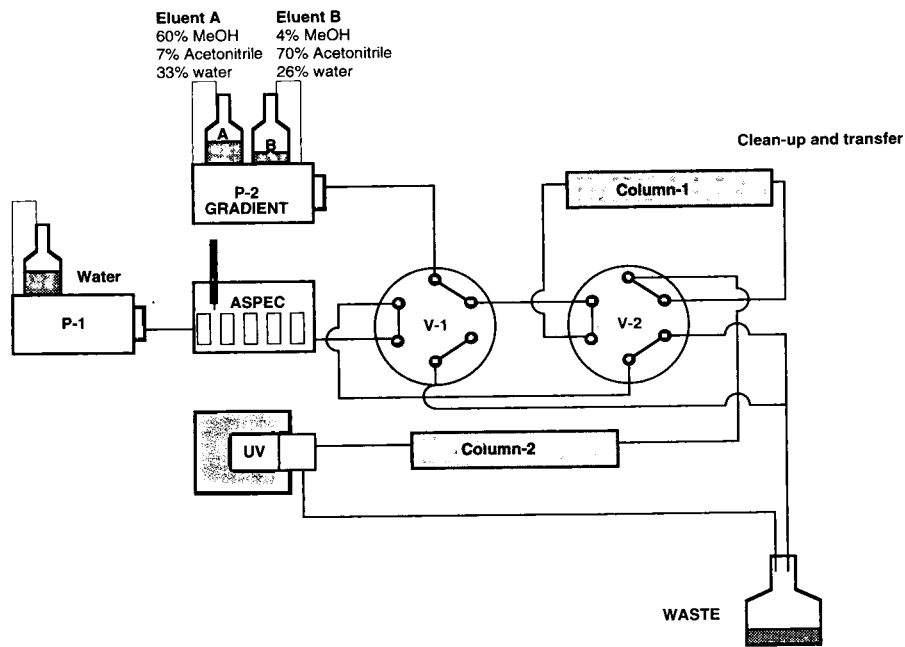 Eluent A
60% MeOH
7% Acetonitrile
33% water
Eluent B
4% MeOH
70% Acetonitrile
26% water
A
B
Clean-up and transfer
P-2
GRADIENT
Column-1
Water
ASPEC
P-1
V-1
V-2
UV
Column-2
WASTE